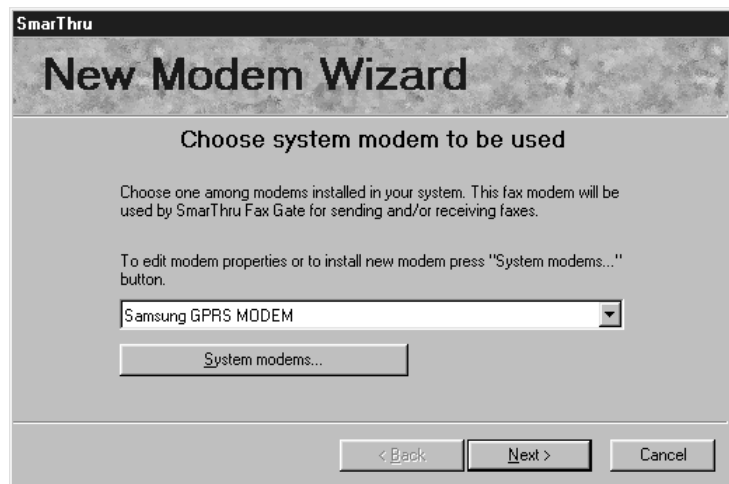 SmarThru
New Modem Wizard
Choose system modem to be used
Choose one among modems installed in your system. This fax modem will be
used by SmarThru Fax Gate for sending and/or receiving faxes.
To edit modem properties or to install new modem press "System modems..."
button.
Samsung GPRS MODEM
System modems...
< Back
Next >
Cancel